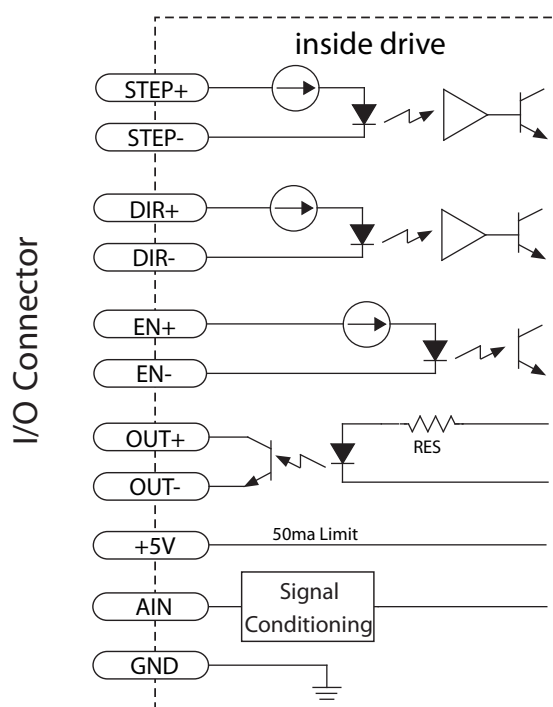 inside drive
I/O Connector
STEP+
STEP-
DIR+
DIR-
EN+
EN-
OUT+
RES
OUT-
+5V
50ma Limit
AIN
Signal
Conditioning
GND